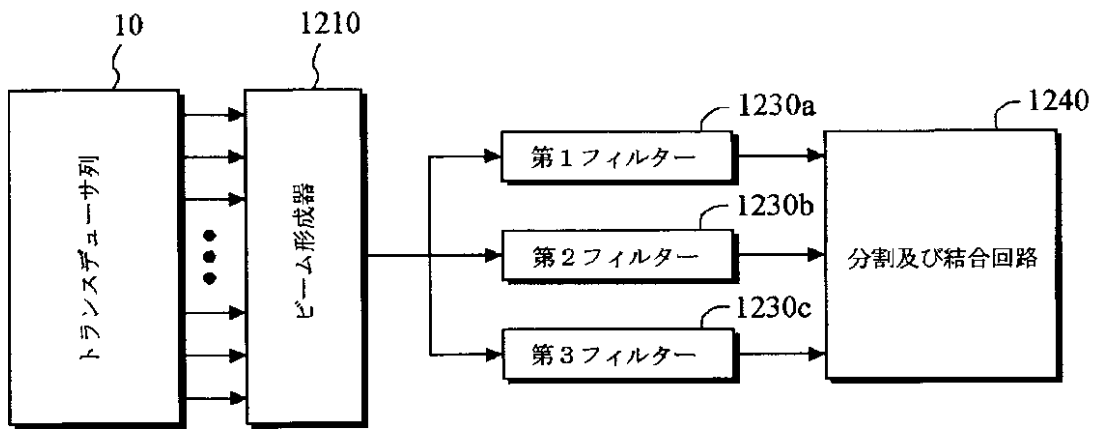 10
1210
トランスデューサ列
ビーム形成器
1230a
第1フィルター
1230b
第2フィルター
1230c
第3フィルター
1240
分割及び結合回路